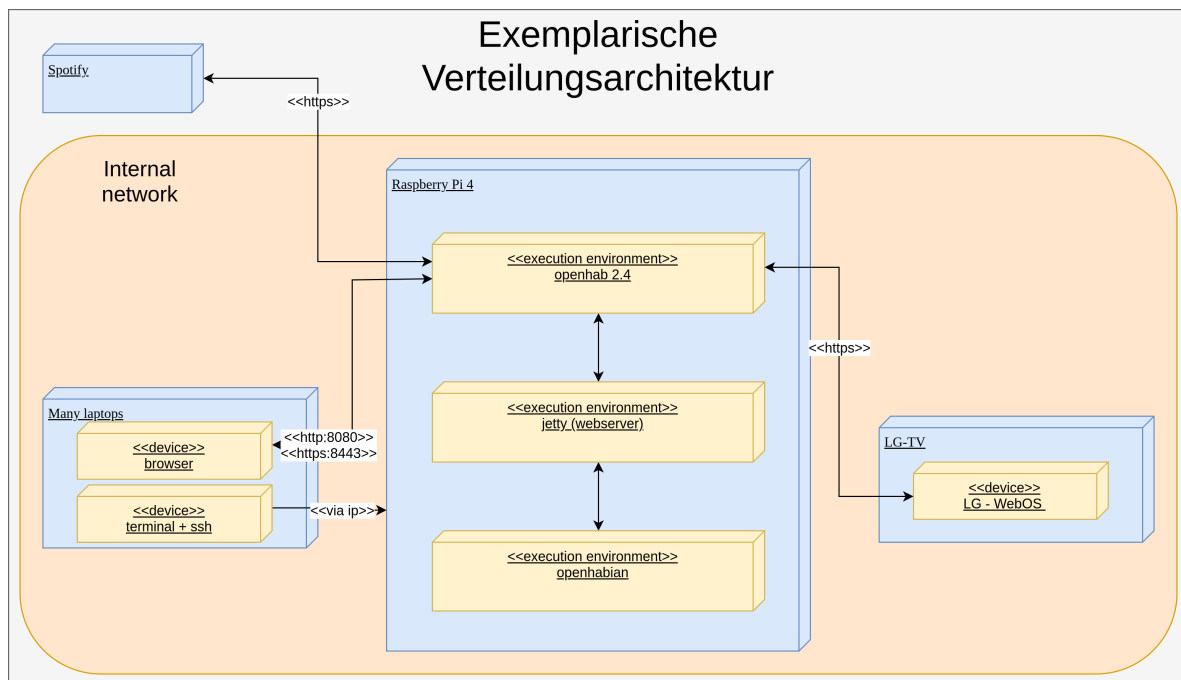 Exemplarische
Verteilungsarchitektur
Spotify
<<https>>
Internal
network
Raspberry Pi 4
<<execution environment>>
openhab 2.4
<<https>>
<<execution environment>>
jetty (webserver)
Many laptops
<<device>>
browser
<<http:8080>>
<<https:8443>>
<<device>>
terminal + ssh
<<via ip>>
LG-TV
<<device>>
LG - WebOS
<<execution environment>>
openhabian